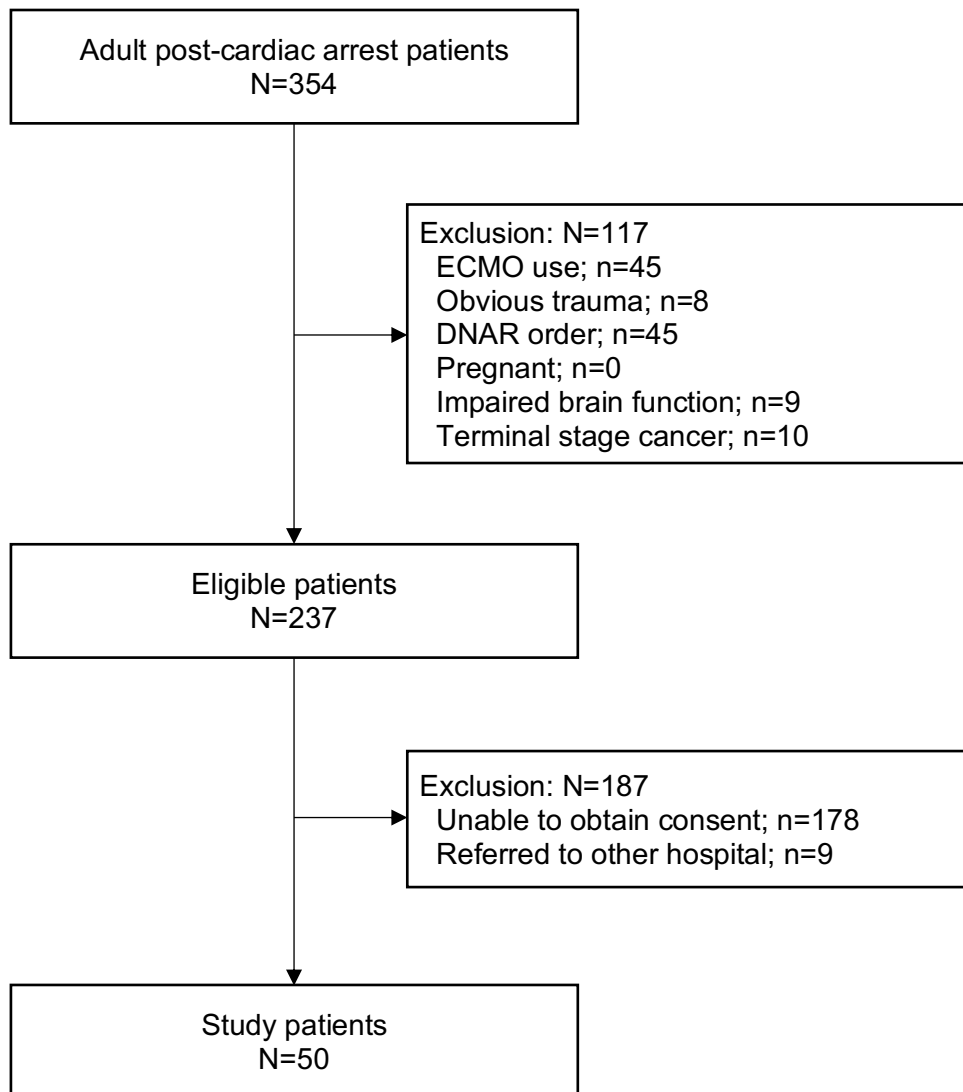 Adult post-cardiac arrest patients
N=354
Exclusion: N=117
ECMO use; n=45
Obvious trauma; n=8
DNAR order; n=45
Pregnant; n=0
Impaired brain function; n=9
Terminal stage cancer; n=10
Eligible patients
N=237
Exclusion: N=187
Unable to obtain consent; n=178
Referred to other hospital; n=9
Study patients
N=50